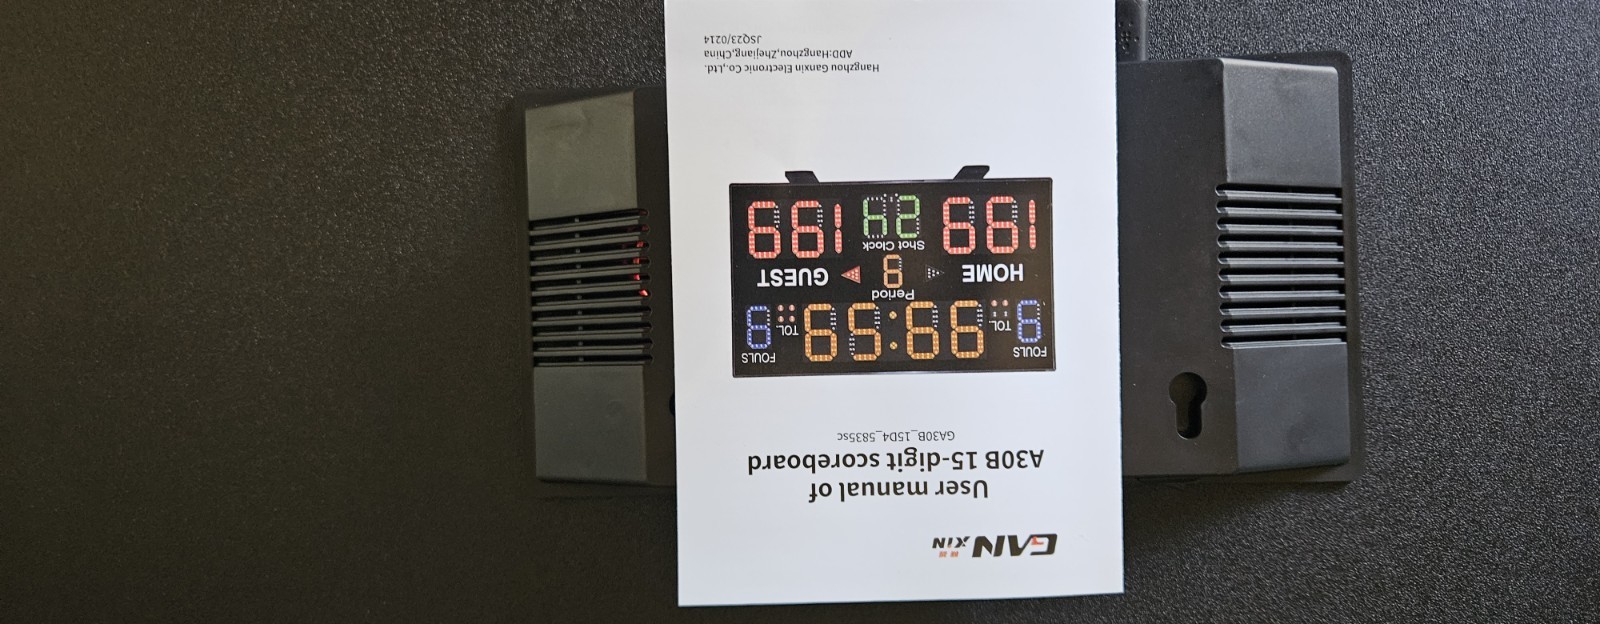 GAN XIN
User manual of
A30B 15-digit scoreboard
GA30B_15D4_5835sc
FOULS
FOULS
8 TOL. 99:59 TOL. 8
Period
HOME 8 GUEST
Shot Clock
199 24 199
Hangzhou Ganxin Electronic Co.,Ltd.
ADD:Hangzhou,Zhejiang,China
JSQ23/0214